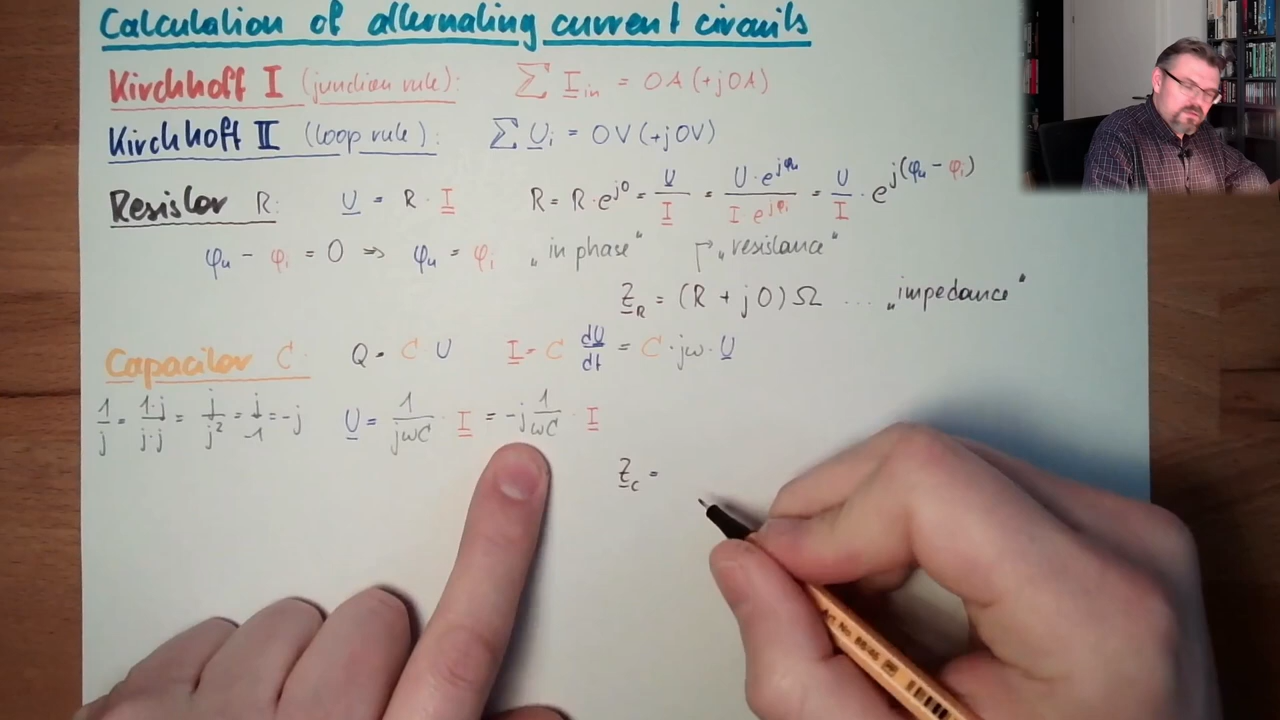 Calculation of alternating current circuits
Kirchhoff I (junction rule): ∑ I_in = 0A (+j0A)
Kirchhoff II (loop rule): ∑ U_i = 0V (+j0V)
Resistor R: U = R · I R = R · e^j0 = U/I = U · e^jφu / I e^jφi = U/I · e^j(φu - φi)
φu - φi = 0 => φu = φi „in phase" „resistance"
Z_R = (R + j0) Ω ... „impedance"
Capacitor C: Q = C U I = C dU/dt = C · jω · U
1/j = 1·j/j·j = j/j² = j/-1 = -j U = 1/jωC · I = -j 1/ωC · I
Z_C =